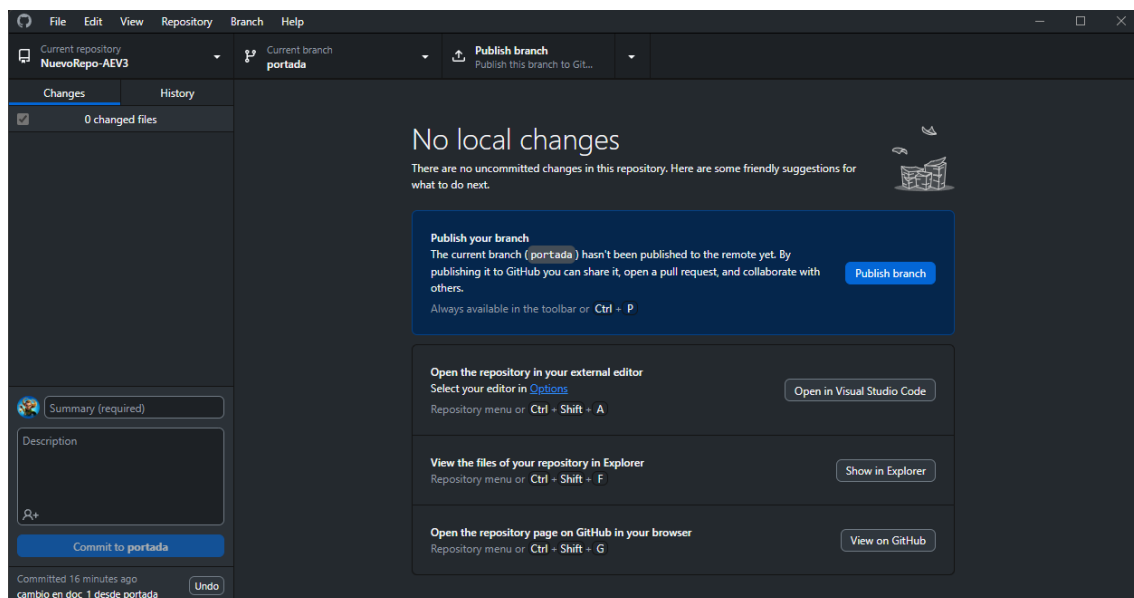 File Edit View Repository Branch Help
Current repository
NuevoRepo-AEV3
Current branch
portada
Publish branch
Publish this branch to Git...
Changes History
0 changed files
No local changes
There are no uncommitted changes in this repository. Here are some friendly suggestions for
what to do next.
Publish your branch
The current branch (portada) hasn't been published to the remote yet. By
publishing it to GitHub you can share it, open a pull request, and collaborate with
others.
Always available in the toolbar or Ctrl + P
Publish branch
Open the repository in your external editor
Select your editor in Options
Repository menu or Ctrl + Shift + A
Open in Visual Studio Code
View the files of your repository in Explorer
Repository menu or Ctrl + Shift + F
Show in Explorer
Open the repository page on GitHub in your browser
Repository menu or Ctrl + Shift + G
View on GitHub
Summary (required)
Description
Commit to portada
Committed 16 minutes ago
cambio en doc_1 desde portada
Undo